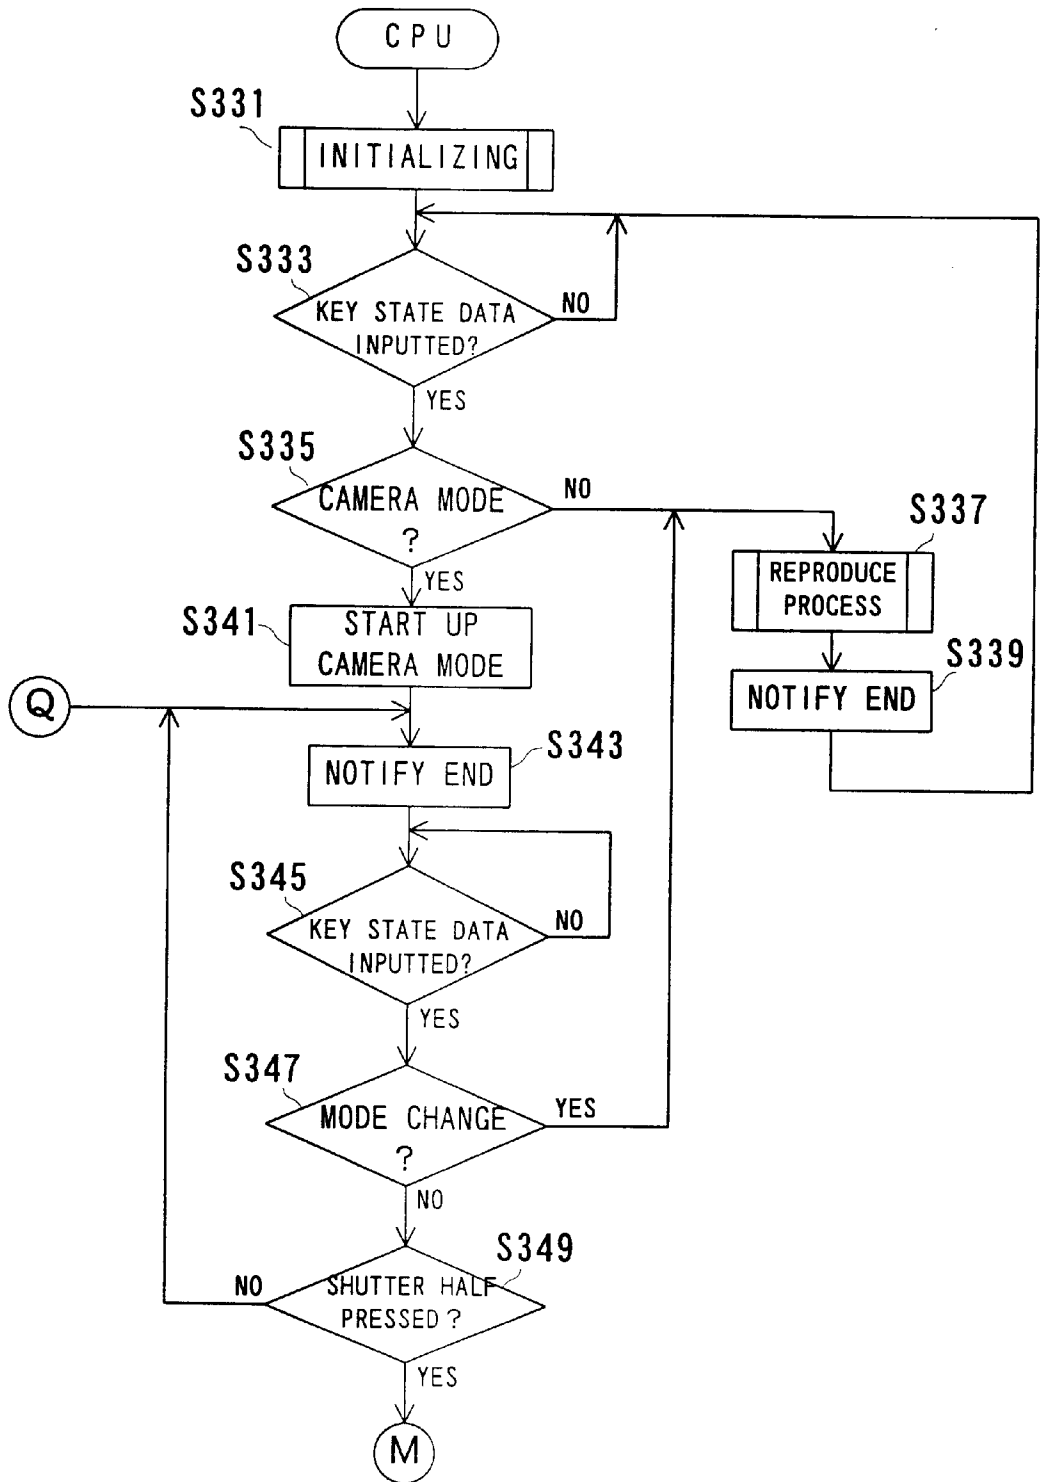 CPU
S331
INITIALIZING
S333
KEY STATE DATA
INPUTTED?
NO
YES
S335
CAMERA MODE
?
NO
YES
S337
REPRODUCE
PROCESS
S339
NOTIFY END
S341
START UP
CAMERA MODE
Q
S343
NOTIFY END
S345
KEY STATE DATA
INPUTTED?
NO
YES
S347
MODE CHANGE
?
YES
NO
S349
SHUTTER HALF
PRESSED?
NO
YES
M